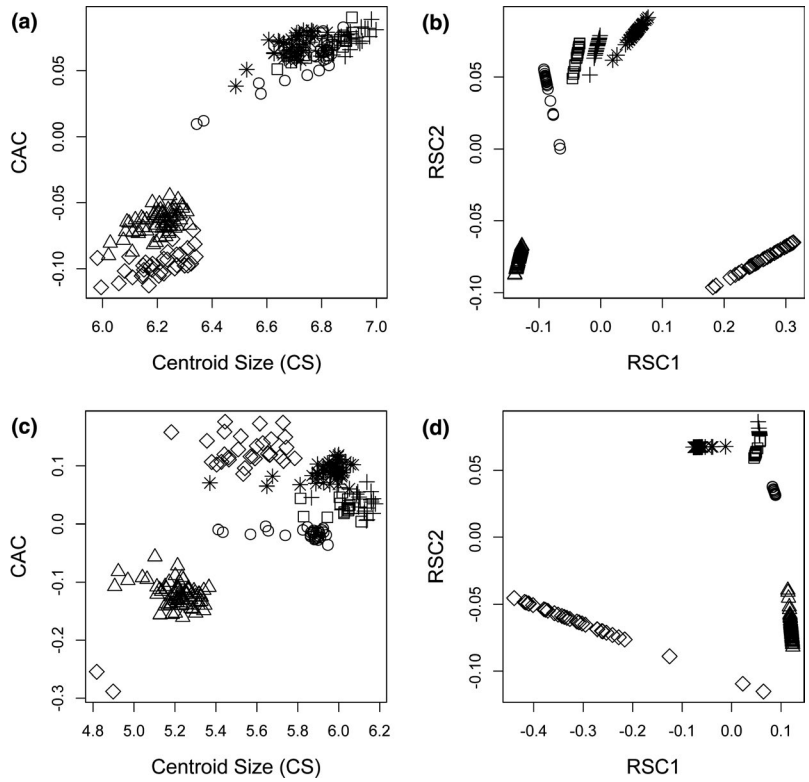 (a)
CAC
0.05
0.00
-0.05
-0.10
6.0 6.2 6.4 6.6 6.8 7.0
Centroid Size (CS)
(b)
RSC2
0.05
0.00
-0.05
-0.10
-0.1 0.0 0.1 0.2 0.3
RSC1
(c)
CAC
0.1
0.0
-0.1
-0.2
-0.3
4.8 5.0 5.2 5.4 5.6 5.8 6.0 6.2
Centroid Size (CS)
(d)
RSC2
0.05
0.00
-0.05
-0.10
-0.4 -0.3 -0.2 -0.1 0.0 0.1
RSC1